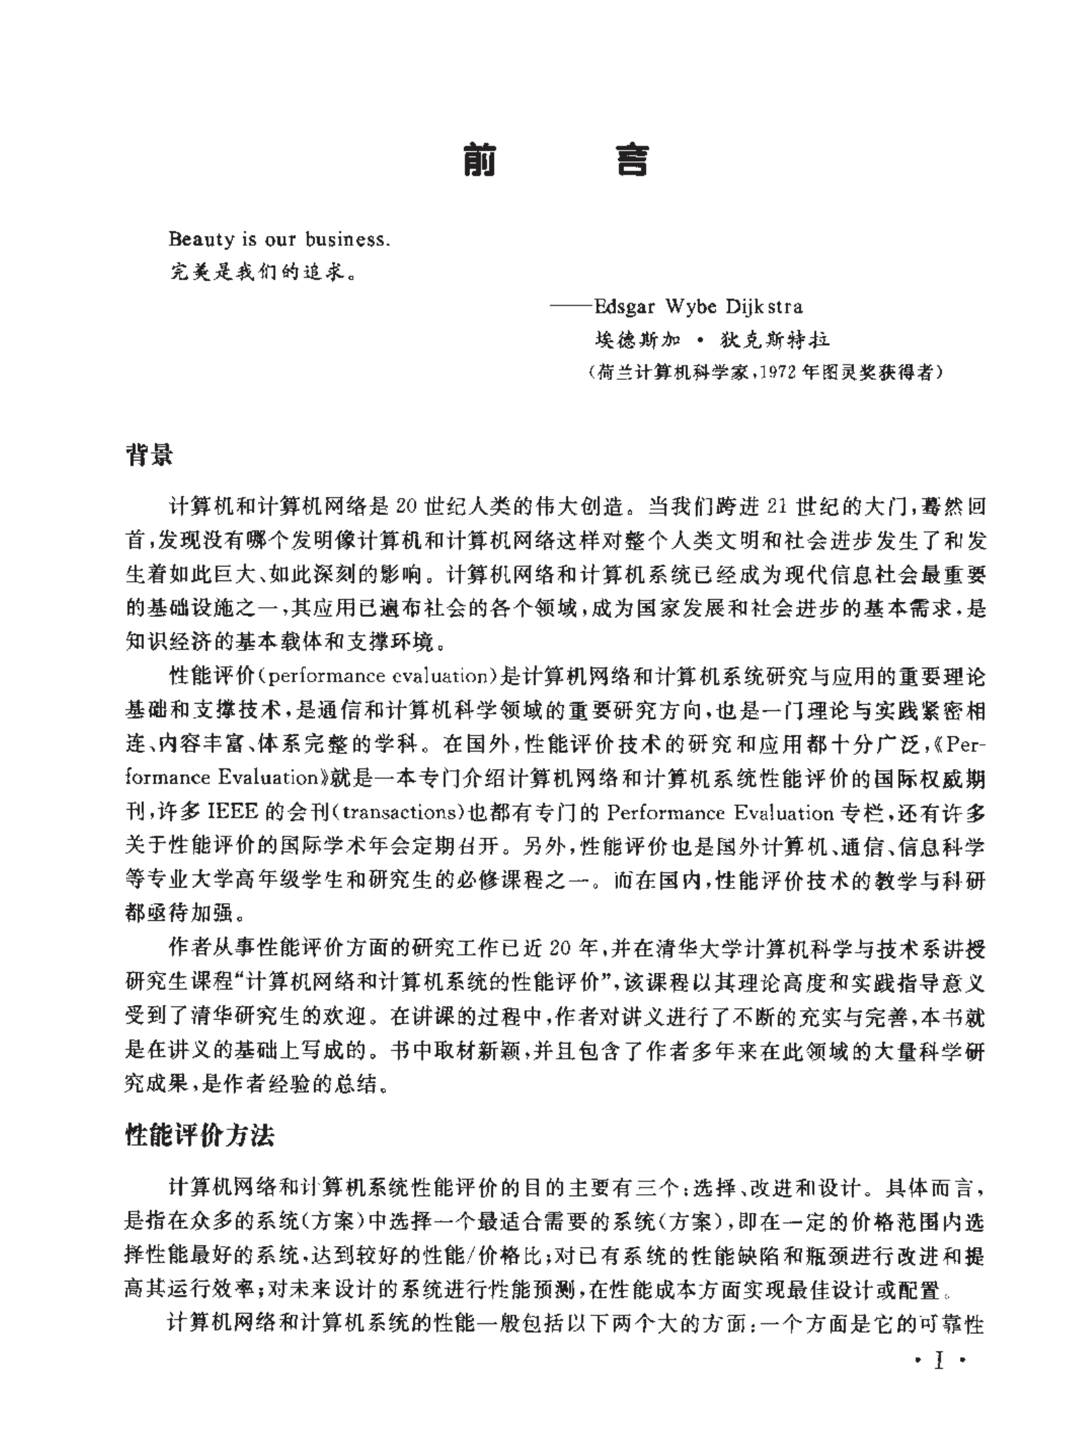 前 言
Beauty is our business.
完美是我们的追求。
——Edsgar Wybe Dijkstra
埃德斯加·狄克斯特拉
（荷兰计算机科学家，1972 年图灵奖获得者）
背景
计算机和计算机网络是 20 世纪人类的伟大创造。当我们跨进 21 世纪的大门，蓦然回
首，发现没有哪个发明像计算机和计算机网络这样对整个人类文明和社会进步发生了和发
生着如此巨大、如此深刻的影响。计算机网络和计算机系统已经成为现代信息社会最重要
的基础设施之一，其应用已遍布社会的各个领域，成为国家发展和社会进步的基本需求，是
知识经济的基本载体和支撑环境。
性能评价(performance evaluation)是计算机网络和计算机系统研究与应用的重要理论
基础和支撑技术，是通信和计算机科学领域的重要研究方向，也是一门理论与实践紧密相
连、内容丰富、体系完整的学科。在国外，性能评价技术的研究和应用都十分广泛，《Per-
formance Evaluation》就是一本专门介绍计算机网络和计算机系统性能评价的国际权威期
刊，许多 IEEE 的会刊(transactions)也都有专门的 Performance Evaluation 专栏，还有许多
关于性能评价的国际学术年会定期召开。另外，性能评价也是国外计算机、通信、信息科学
等专业大学高年级学生和研究生的必修课程之一。而在国内，性能评价技术的教学与科研
都亟待加强。
作者从事性能评价方面的研究工作已近 20 年，并在清华大学计算机科学与技术系讲授
研究生课程“计算机网络和计算机系统的性能评价”，该课程以其理论高度和实践指导意义
受到了清华研究生的欢迎。在讲课的过程中，作者对讲义进行了不断的充实与完善，本书就
是在讲义的基础上写成的。书中取材新颖，并且包含了作者多年来在此领域的大量科学研
究成果，是作者经验的总结。
性能评价方法
计算机网络和计算机系统性能评价的目的主要有三个：选择、改进和设计。具体而言，
是指在众多的系统(方案)中选择一个最适合需要的系统(方案)，即在一定的价格范围内选
择性能最好的系统，达到较好的性能/价格比；对已有系统的性能缺陷和瓶颈进行改进和提
高其运行效率；对未来设计的系统进行性能预测，在性能成本方面实现最佳设计或配置。
计算机网络和计算机系统的性能一般包括以下两个大的方面：一个方面是它的可靠性
· I ·